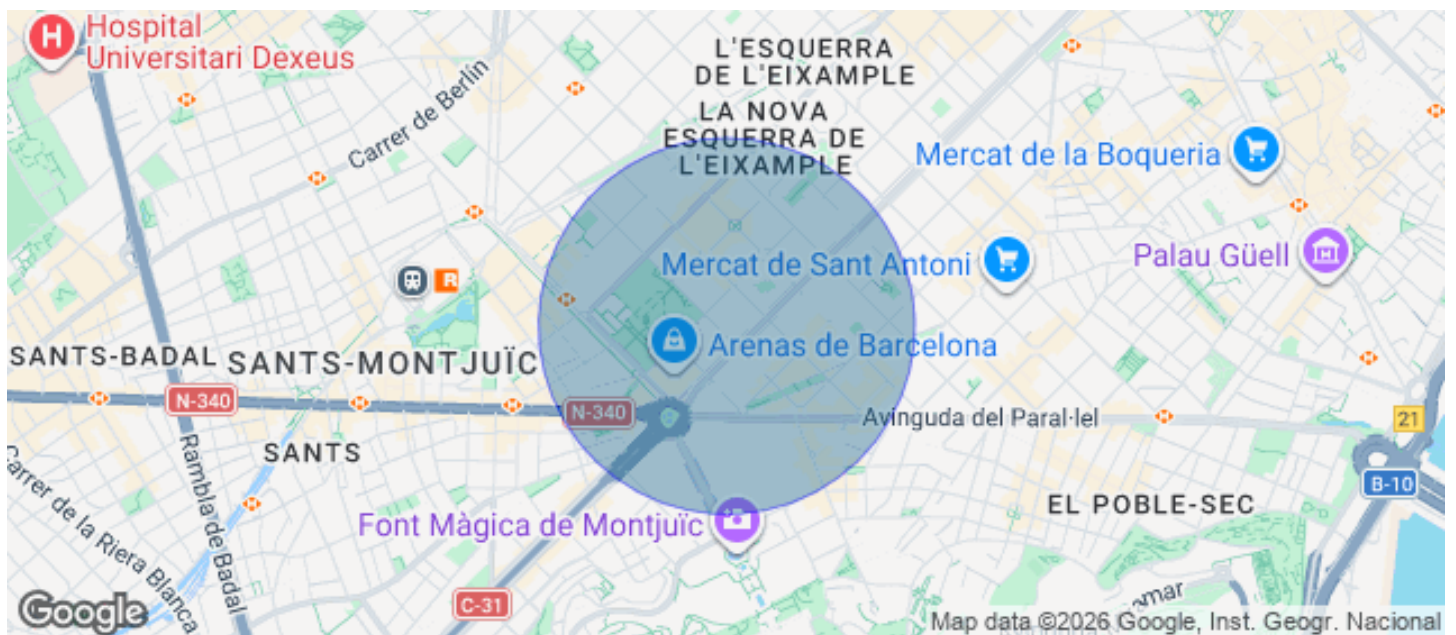 Hospital
Universitari Dexeus
L'ESQUERRA
DE L'EIXAMPLE
LA NOVA
ESQUERRA DE
L'EIXAMPLE
Carrer de Berlín
Mercat de la Boqueria
Mercat de Sant Antoni
Palau Güell
R
Arenas de Barcelona
SANTS-BADAL
SANTS-MONTJUÏC
N-340
N-340
Avinguda del Paral·lel
21
SANTS
Rambla de Badal
B-10
EL POBLE-SEC
Carrer de la Riera Blanca
Font Màgica de Montjuïc
C-31
Google
Map data ©2026 Google, Inst. Geogr. Nacional